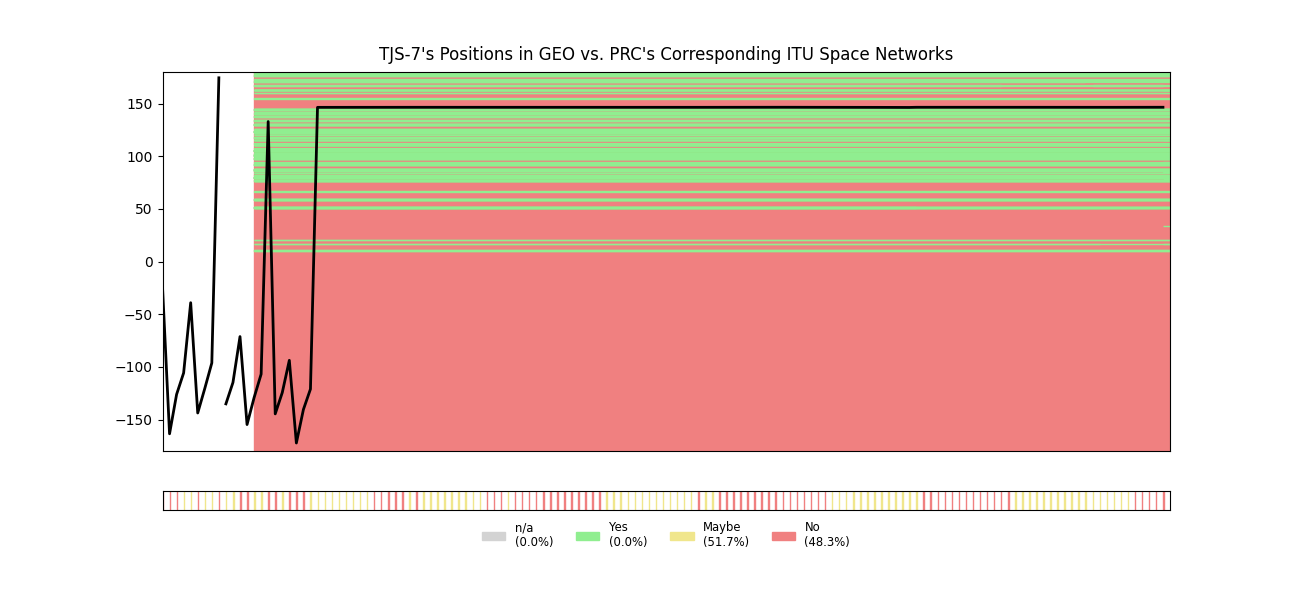 TJS-7's Positions in GEO vs. PRC's Corresponding ITU Space Networks
150
100
50
0
−50
−100
−150
n/a
(0.0%)
Yes
(0.0%)
Maybe
(51.7%)
No
(48.3%)